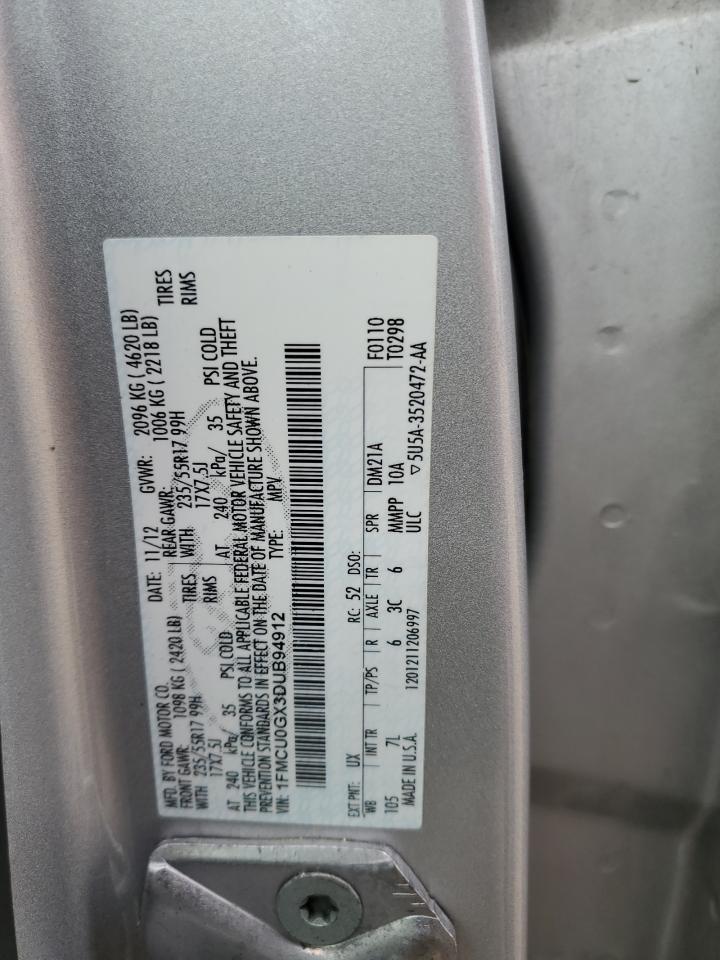 MFD. BY FORD MOTOR CO.
DATE: 11/12 GVWR: 2096 KG ( 4620 LB)
FRONT GAWR: 1098 KG ( 2420 LB) REAR GAWR: 1006 KG ( 2218 LB)
WITH 235/55R17 99H TIRES WITH 235/55R17 99H TIRES
17X7.5J RIMS 17X7.5J RIMS
AT 240 kPa/ 35 PSI COLD AT 240 kPa/ 35 PSI COLD
THIS VEHICLE CONFORMS TO ALL APPLICABLE FEDERAL MOTOR VEHICLE SAFETY AND THEFT
PREVENTION STANDARDS IN EFFECT ON THE DATE OF MANUFACTURE SHOWN ABOVE.
VIN: 1FMCU0GX3DUB94912 TYPE: MPV
EXT PNT: UX RC: 52 DSO:
WB INT TR TP/PS R AXLE TR SPR DM21A F0110
105 7L 6 3C 6 MMPP 10A T0298
MADE IN U.S.A. 1201211206997 ULC ▽5U5A-3520472-AA